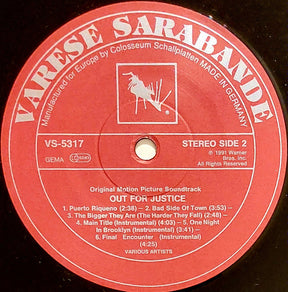 VARESE SARABANDE
Manufactured for Europe by Colosseum Schallplatten MADE IN GERMANY
VS-5317
GEMA
STEREO SIDE 2
℗ 1991 Warner
Bros. Inc.
All Rights Reserved
Original Motion Picture Soundtrack
OUT FOR JUSTICE
1. Puerto Riqueno (2:38) — 2. Bad Side Of Town (3:53) —
3. The Bigger They Are (The Harder They Fall) (2:48) —
4. Main Title (Instrumental) (4:03) — 5. One Night
In Brooklyn (Instrumental) (3:41) —
6. Final Encounter (Instrumental)
(4:25)
VARIOUS ARTISTS